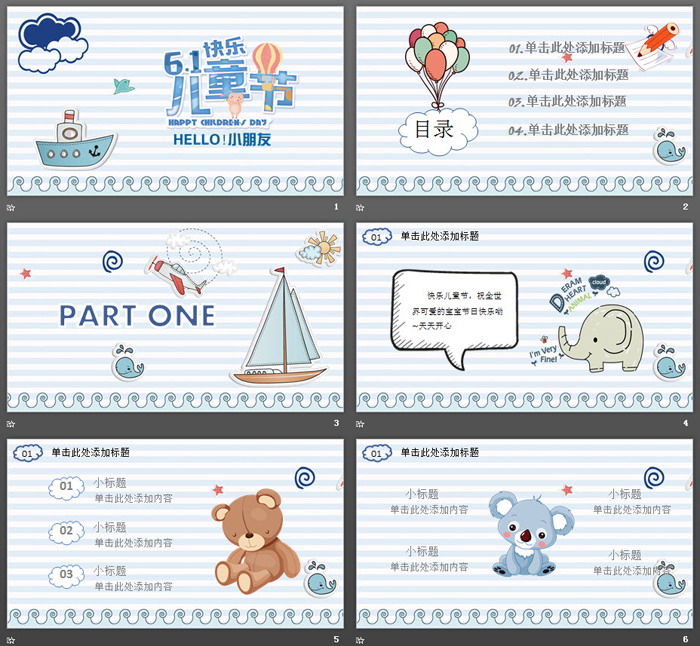 6.1快乐
儿童节
HAPPY CHILDREN'S DAY
HELLO!小朋友
1
目录
01.单击此处添加标题
02.单击此处添加标题
03.单击此处添加标题
04.单击此处添加标题
2
PART ONE
3
01 单击此处添加标题
快乐儿童节，祝全世
界可爱的宝宝节日快乐呦
~天天开心
DERAM
HEART
ANIMAL
cloud
I'm Very
Fine!
4
01 单击此处添加标题
01 小标题
单击此处添加内容
02 小标题
单击此处添加内容
03 小标题
单击此处添加内容
5
01 单击此处添加标题
小标题
单击此处添加内容
小标题
单击此处添加内容
小标题
单击此处添加内容
小标题
单击此处添加内容
6